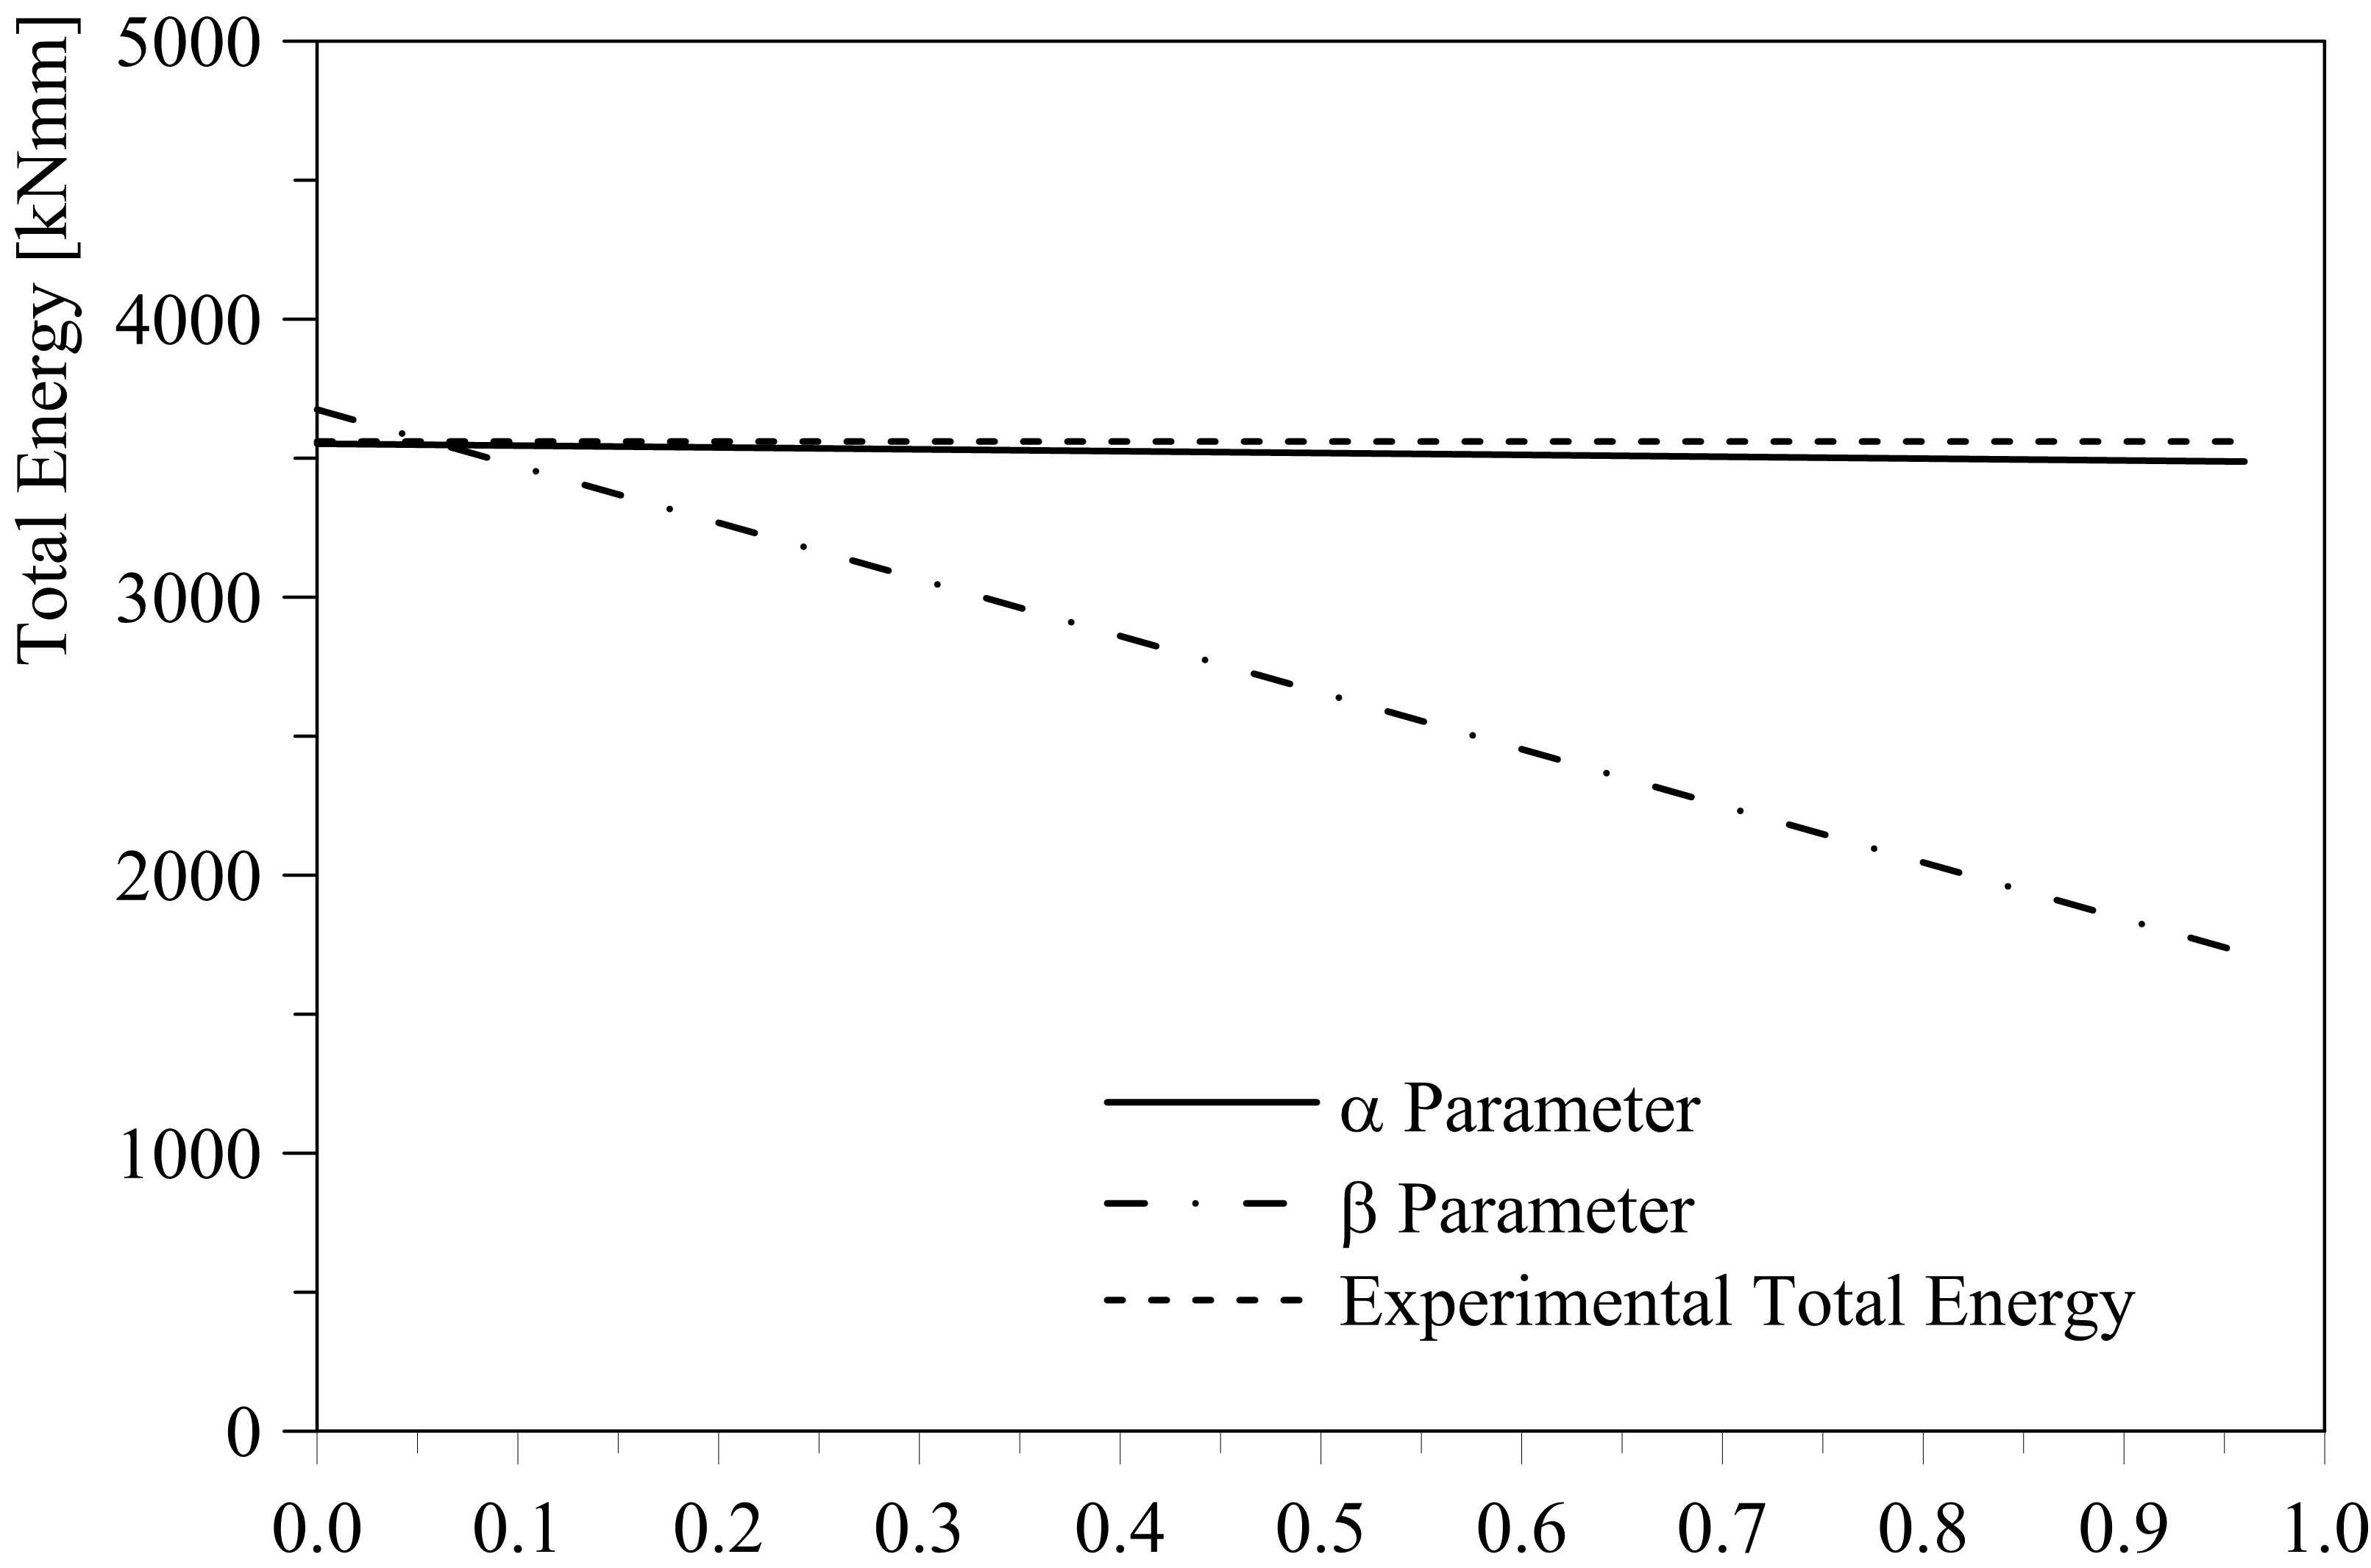 Total Energy [kNmm]
5000
4000
3000
2000
1000
0
α Parameter
β Parameter
Experimental Total Energy
0.0 0.1 0.2 0.3 0.4 0.5 0.6 0.7 0.8 0.9 1.0